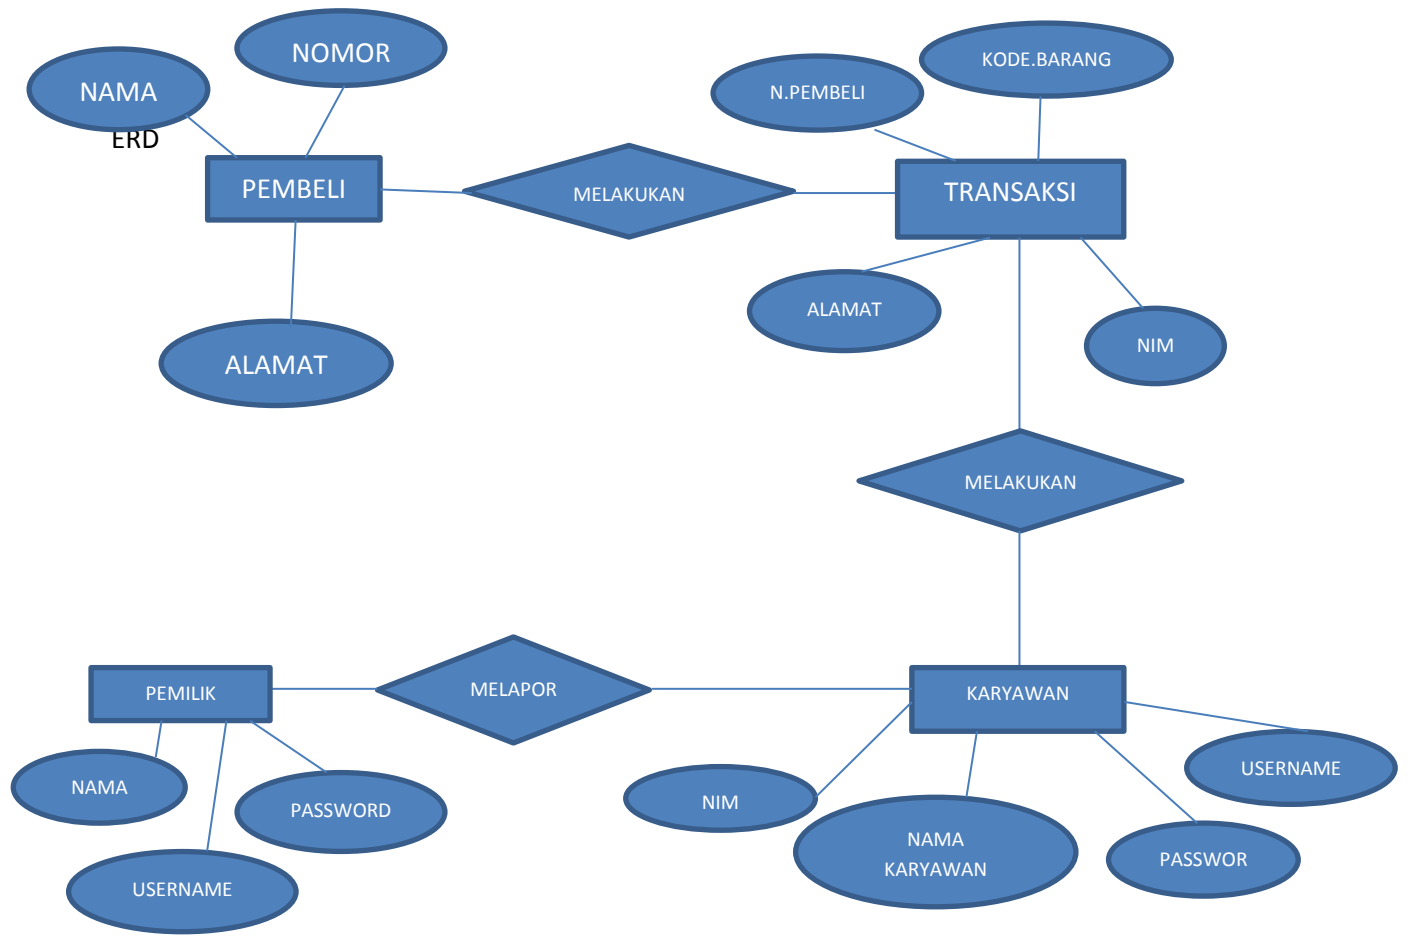 NAMA
NOMOR
N.PEMBELI
KODE.BARANG
ERD
PEMBELI
MELAKUKAN
TRANSAKSI
ALAMAT
NIM
ALAMAT
MELAKUKAN
PEMILIK
MELAPOR
KARYAWAN
NAMA
PASSWORD
USERNAME
NIM
NAMA
KARYAWAN
PASSWOR
USERNAME